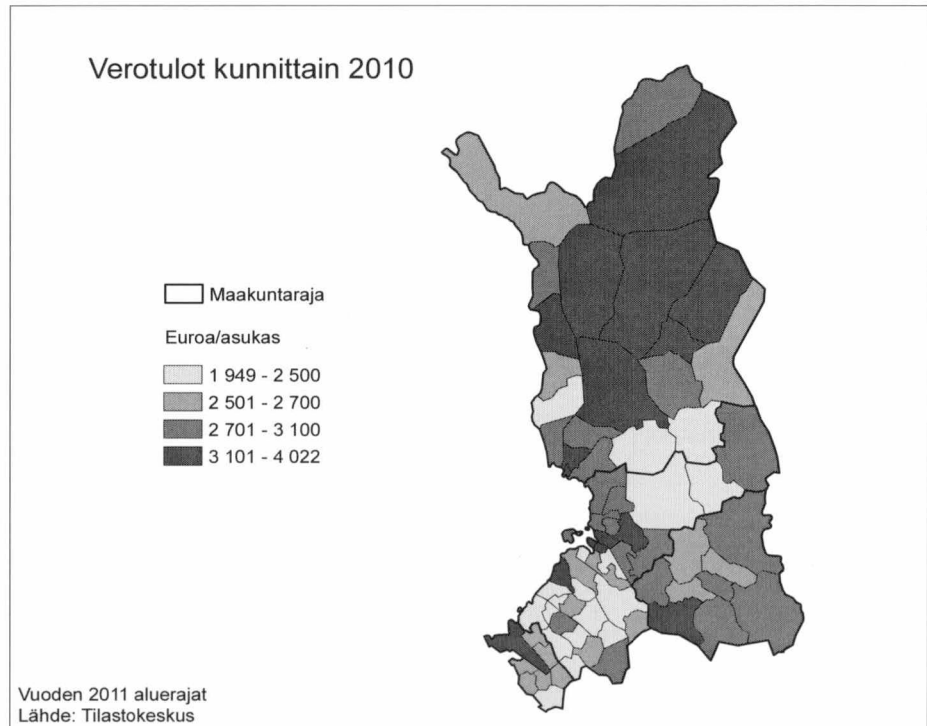 Verotulot kunnittain 2010
Maakuntaraja
Euroa/asukas
1 949 - 2 500
2 501 - 2 700
2 701 - 3 100
3 101 - 4 022
Vuoden 2011 aluerajat
Lähde: Tilastokeskus